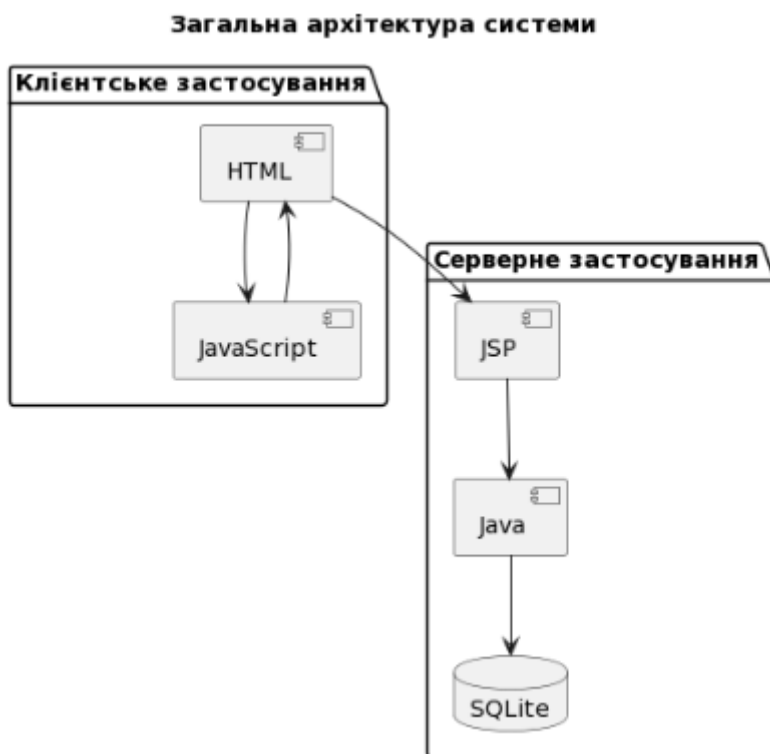 Загальна архітектура системи
Клієнтське застосування
HTML
JavaScript
Серверне застосування
JSP
Java
SQLite